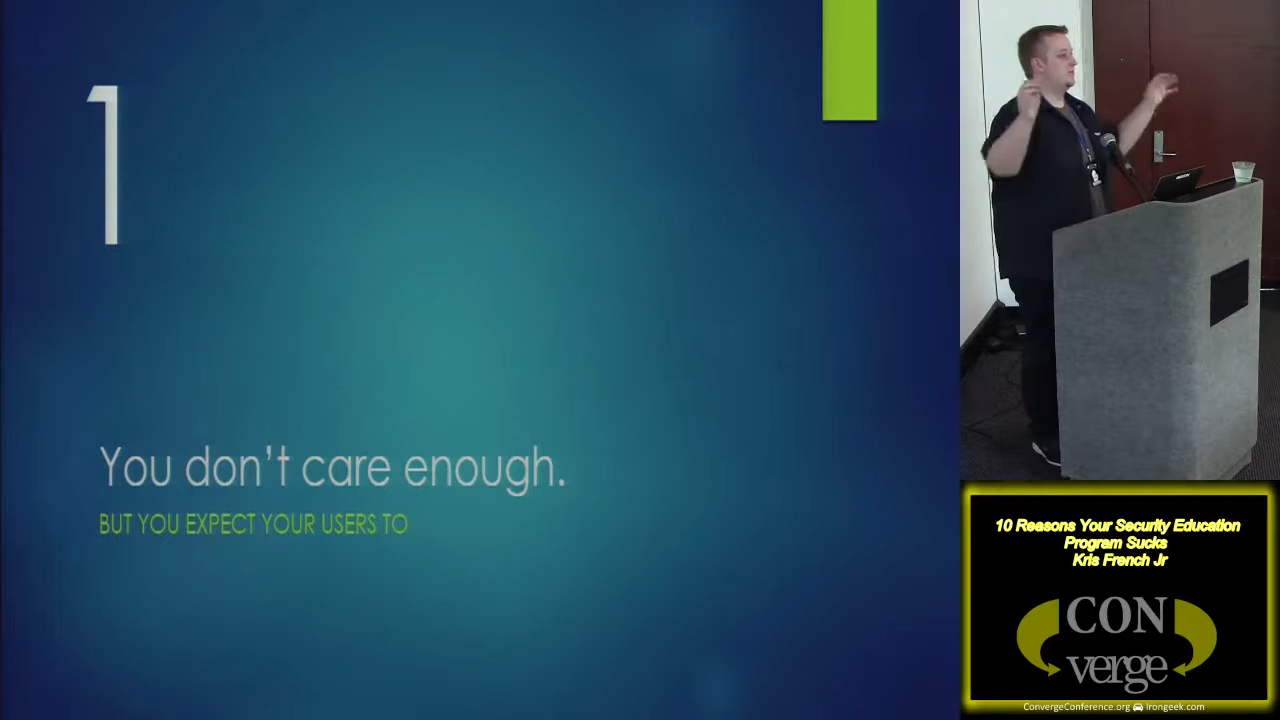 1
You don't care enough.
BUT YOU EXPECT YOUR USERS TO
10 Reasons Your Security Education
Program Sucks
Kris French Jr
CON
verge
ConvergeConference.org Irongeek.com